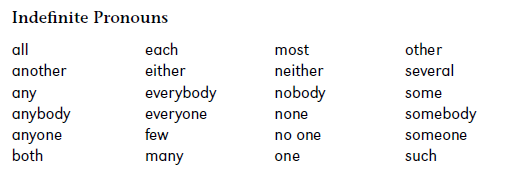 Indefinite Pronouns
all each most other
another either neither several
any everybody nobody some
anybody everyone none somebody
anyone few no one someone
both many one such